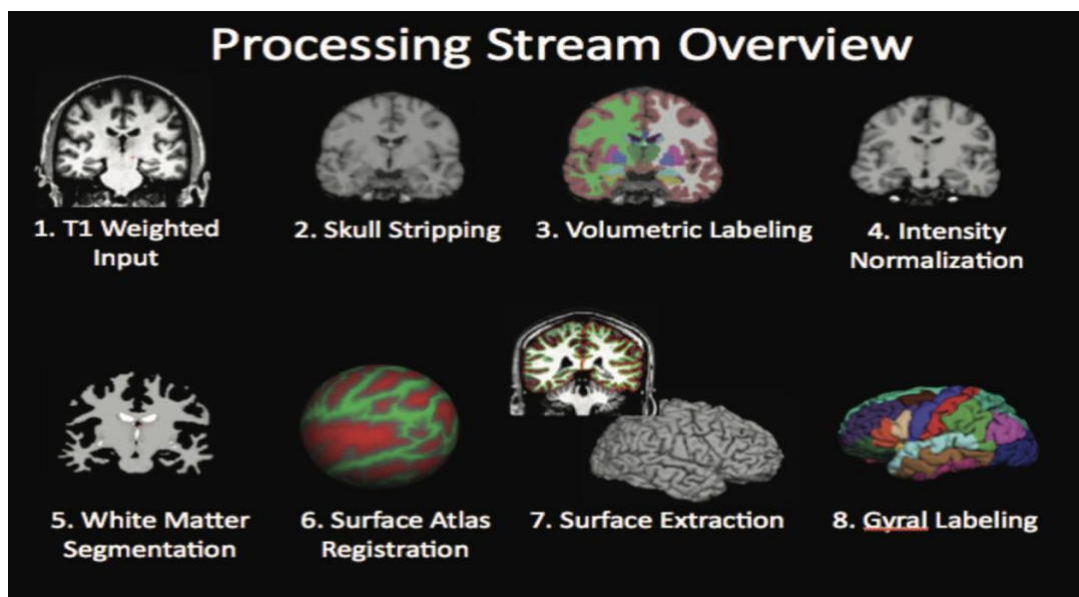 Processing Stream Overview
1. T1 Weighted
Input
2. Skull Stripping
3. Volumetric Labeling
4. Intensity
Normalization
5. White Matter
Segmentation
6. Surface Atlas
Registration
7. Surface Extraction
8. Gyral Labeling